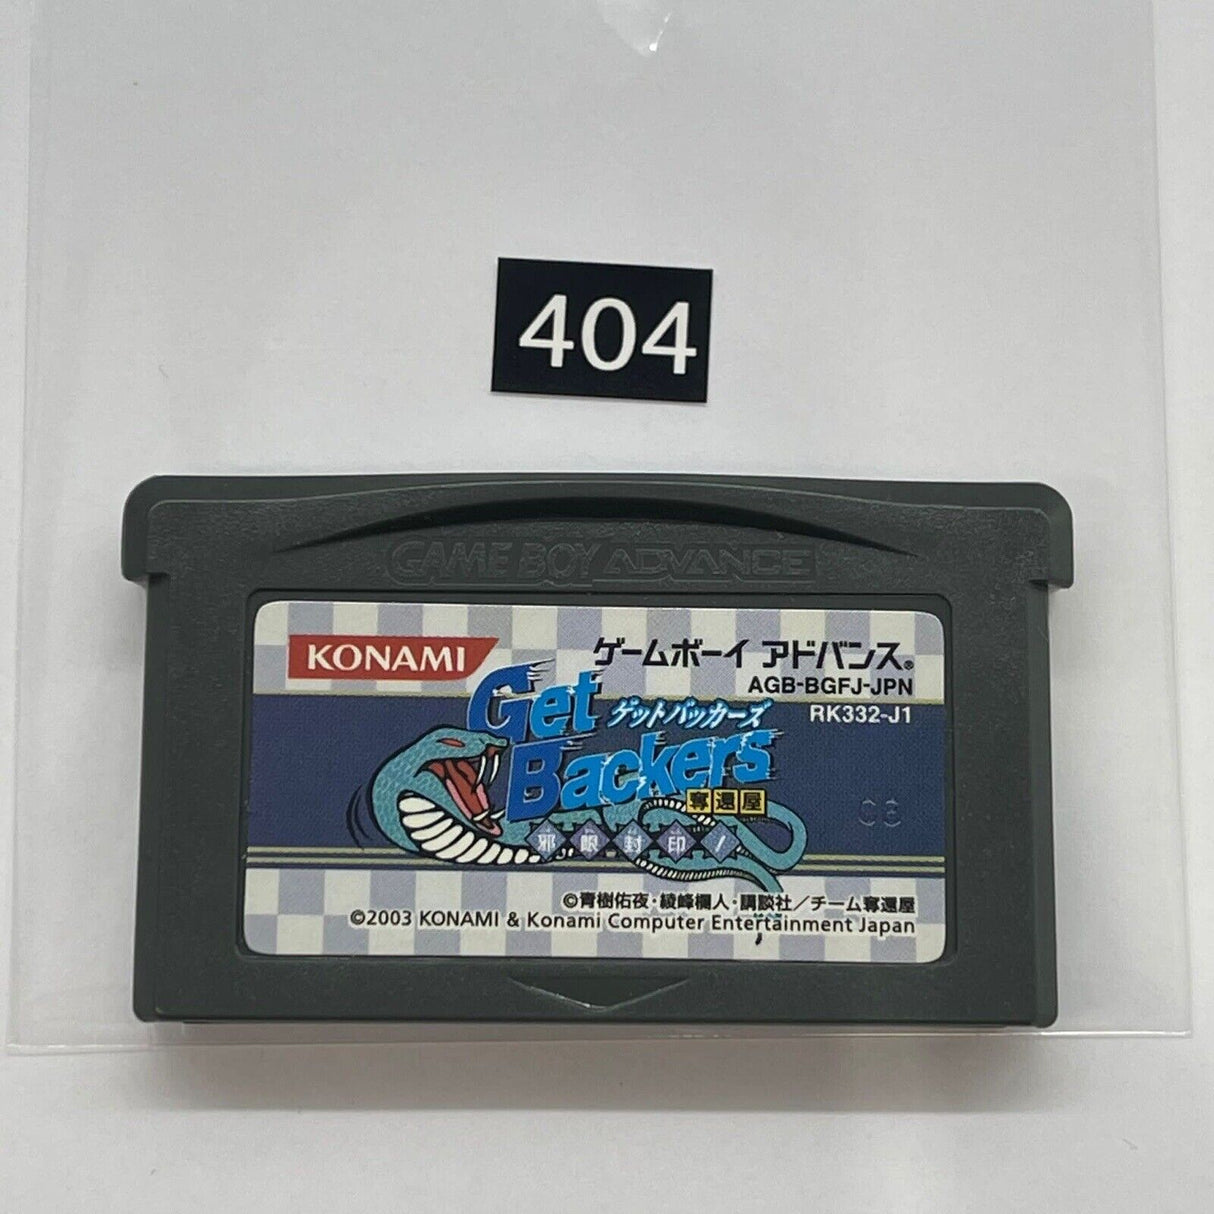 404
GAME BOY ADVANCE
KONAMI
ゲームボーイ アドバンス®
AGB-BGFJ-JPN
RK332-J1
Get
Backers
ゲットバッカーズ
奪還屋
邪眼封印!
03
©青樹佑夜・綾峰欄人・講談社/チーム奪還屋
©2003 KONAMI & Konami Computer Entertainment Japan